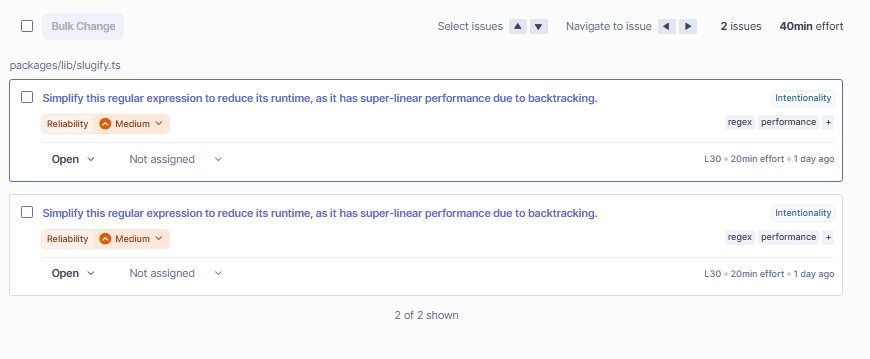 Bulk Change Select issues Navigate to issue 2 issues 40min effort
packages/lib/slugify.ts
Simplify this regular expression to reduce its runtime, as it has super-linear performance due to backtracking. Intentionality
Reliability Medium regex performance +
Open Not assigned L30 • 20min effort • 1 day ago
Simplify this regular expression to reduce its runtime, as it has super-linear performance due to backtracking. Intentionality
Reliability Medium regex performance +
Open Not assigned L30 • 20min effort • 1 day ago
2 of 2 shown